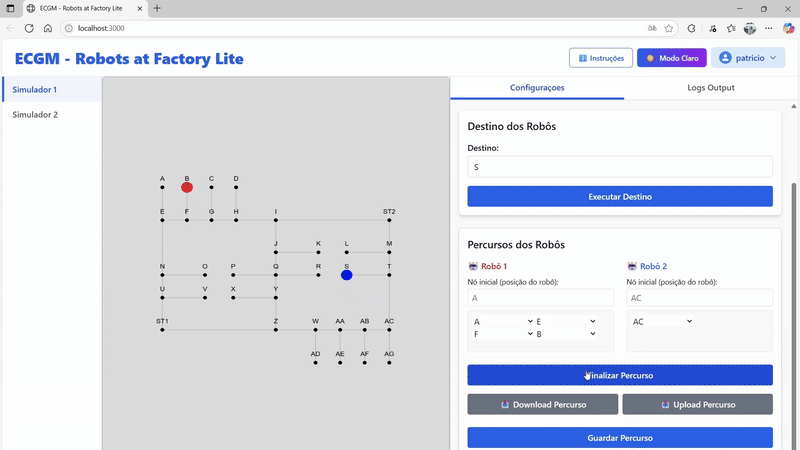 ECGM - Robots at Factory Lite
localhost:3000
ECGM - Robots at Factory Lite
Instruções
Modo Claro
patricio
Simulador 1
Simulador 2
Configuraçoes
Logs Output
A B C D
E F G H I ST2
J K L M
N O P Q R S T
U V X Y
ST1 Z W AA AB AC
AD AE AF AG
Destino dos Robôs
Destino:
S
Executar Destino
Percursos dos Robôs
Robô 1
Robô 2
Nó inicial (posição do robô):
Nó inicial (posição do robô):
A
AC
A E
F B
AC
Finalizar Percurso
Download Percurso
Upload Percurso
Guardar Percurso